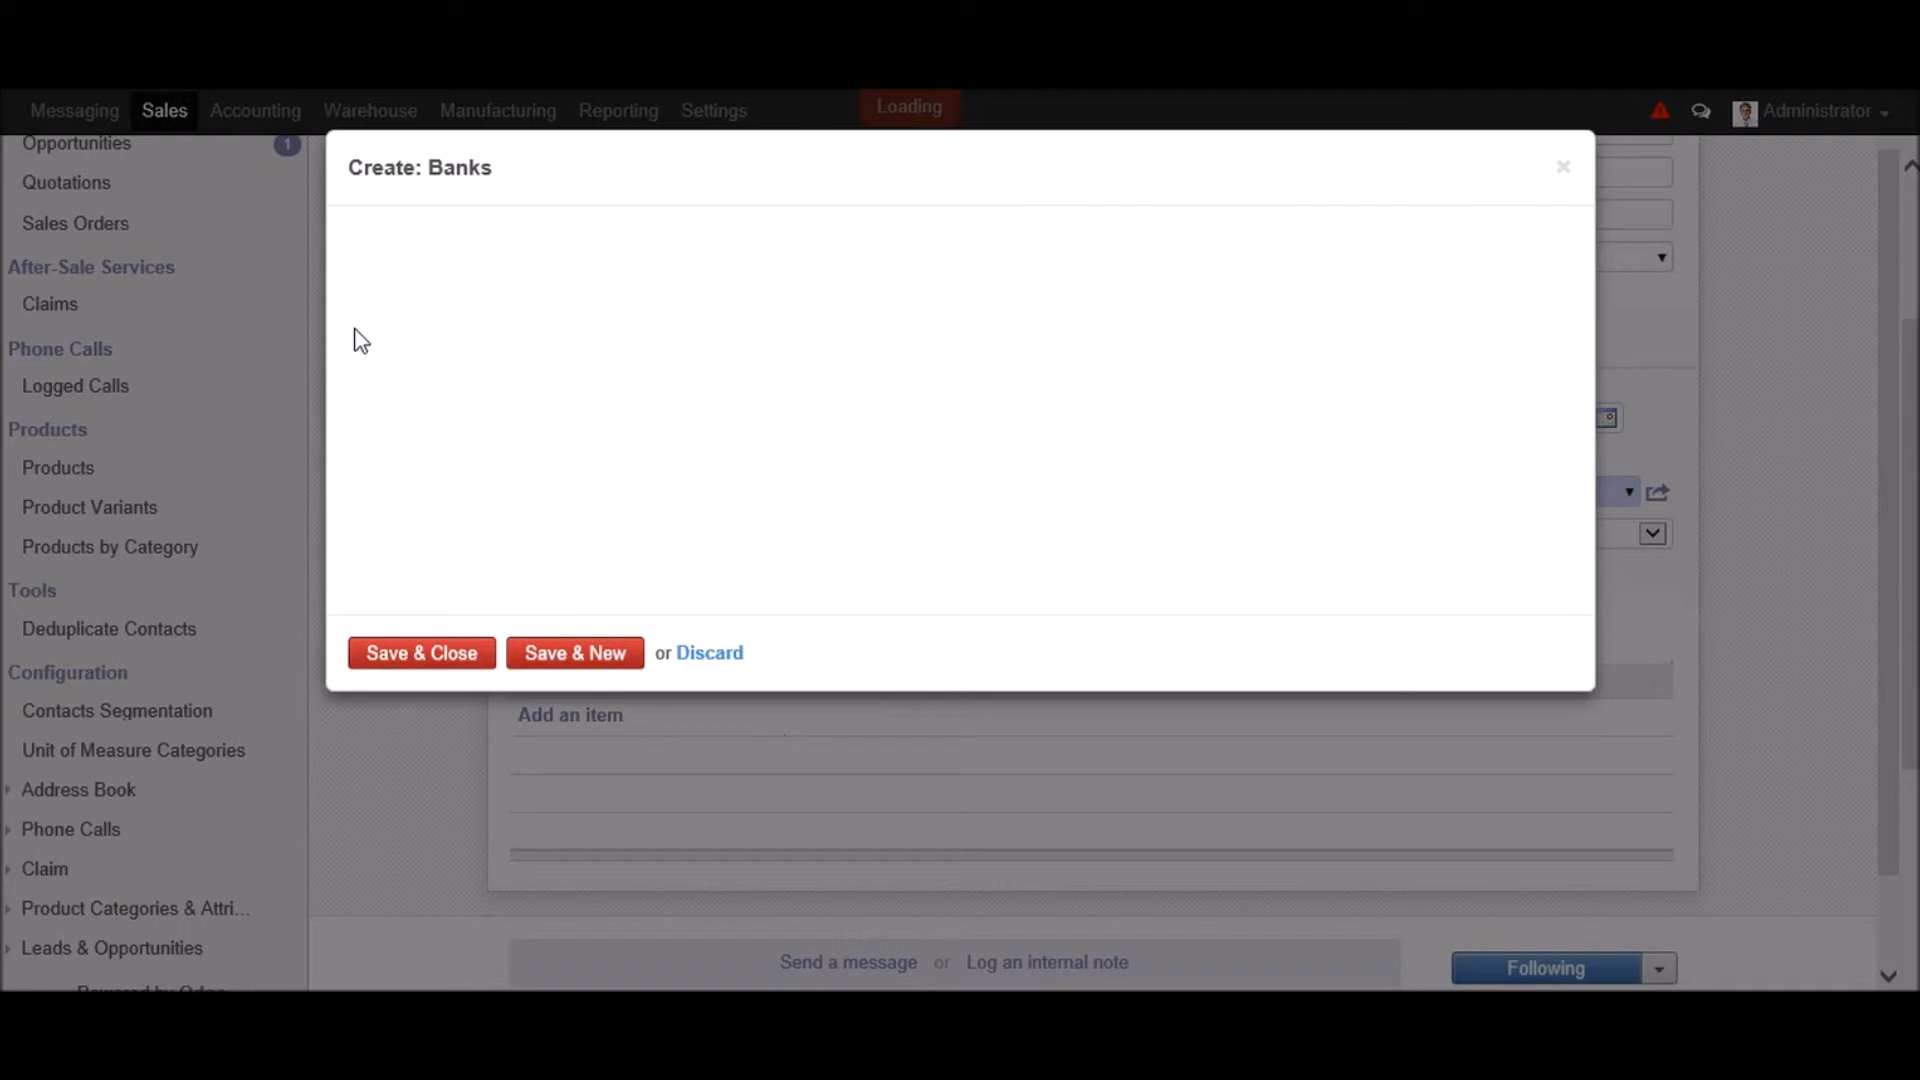 Messaging Sales Accounting Warehouse Manufacturing Reporting Settings Loading Administrator
Opportunities 1
Quotations
Sales Orders
After-Sale Services
Claims
Phone Calls
Logged Calls
Products
Products
Product Variants
Products by Category
Tools
Deduplicate Contacts
Configuration
Contacts Segmentation
Unit of Measure Categories
Address Book
Phone Calls
Claim
Product Categories & Attri...
Leads & Opportunities
Powered by Odoo
Create: Banks ×
Save & Close Save & New or Discard
Add an item
Send a message or Log an internal note
Following